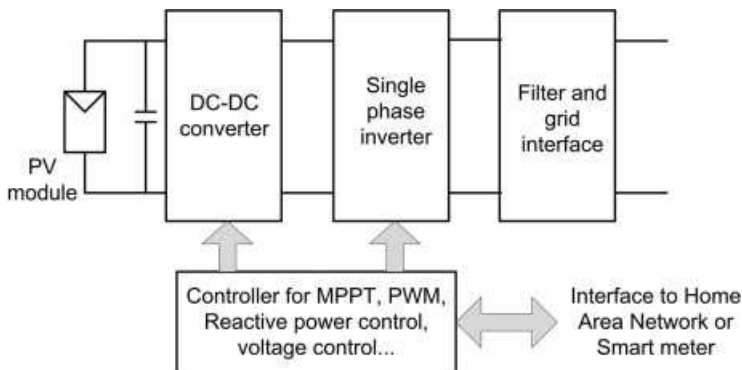 PV
module
DC-DC
converter
Single
phase
inverter
Filter and
grid
interface
Controller for MPPT, PWM,
Reactive power control,
voltage control...
Interface to Home
Area Network or
Smart meter